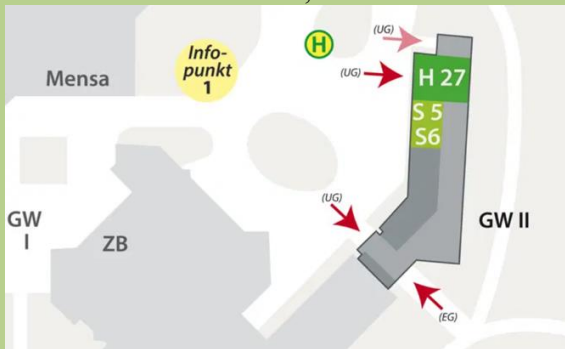 (UG)
H
Info-
punkt
1
(UG)
H 27
Mensa
S 5
S6
(UG)
GW
I
ZB
GW II
(EG)